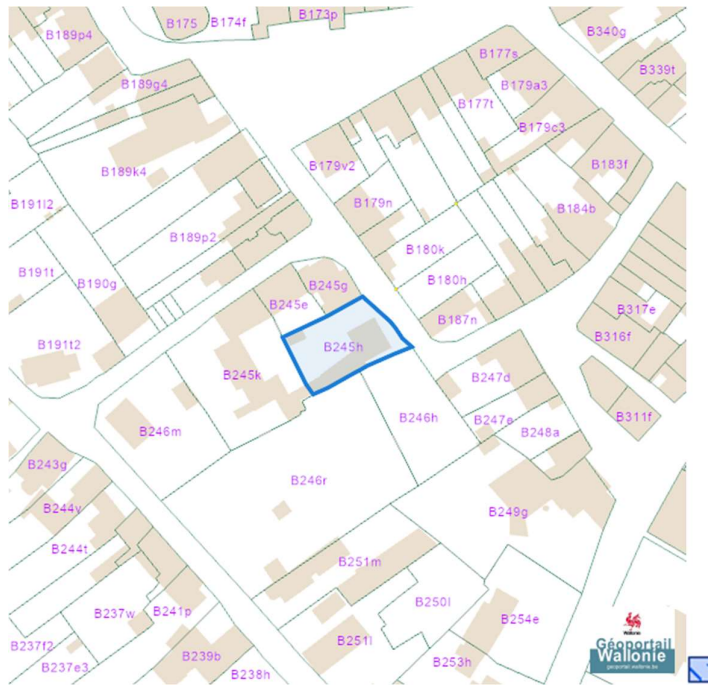 B175
B174f
B173p
B189p4
B340g
B177s
B339t
B189g4
B179a3
B177t
B179c3
B179v2
B183f
B189k4
B191l2
B179n
B184b
B189p2
B180k
B191t
B190g
B245g
B180h
B245e
B317e
B187n
B316f
B191t2
B245h
B245k
B247d
B246h
B247e
B311f
B246m
B248a
B243g
B246r
B244v
B249g
B244t
B251m
B237w
B241p
B250l
B254e
B237f2
B251l
B239b
B253h
B237e3
B238h
Wallonie
Géoportail
Wallonie
geoportail.wallonie.be